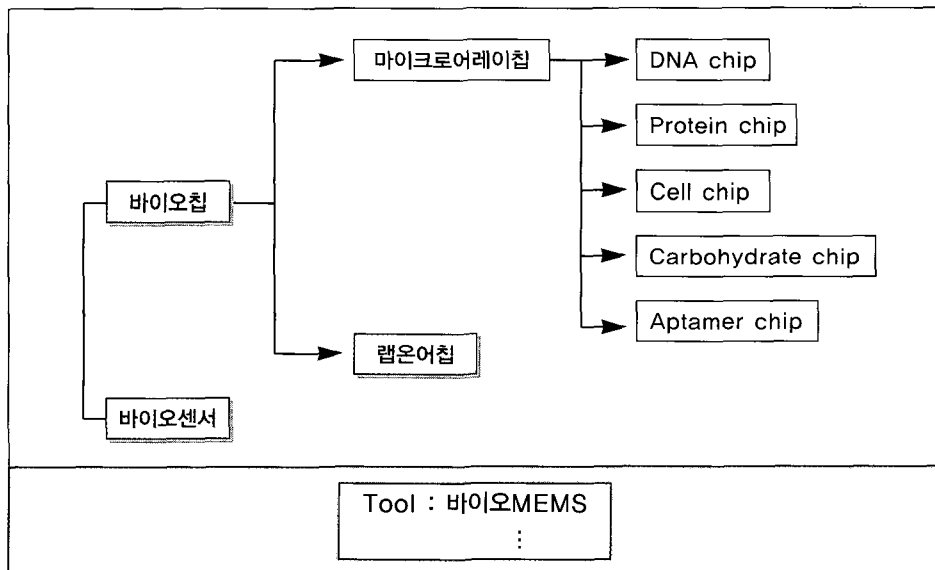 마이크로어레이칩
DNA chip
Protein chip
Cell chip
바이오칩
Carbohydrate chip
Aptamer chip
랩온어칩
바이오센서
Tool : 바이오MEMS
⋮